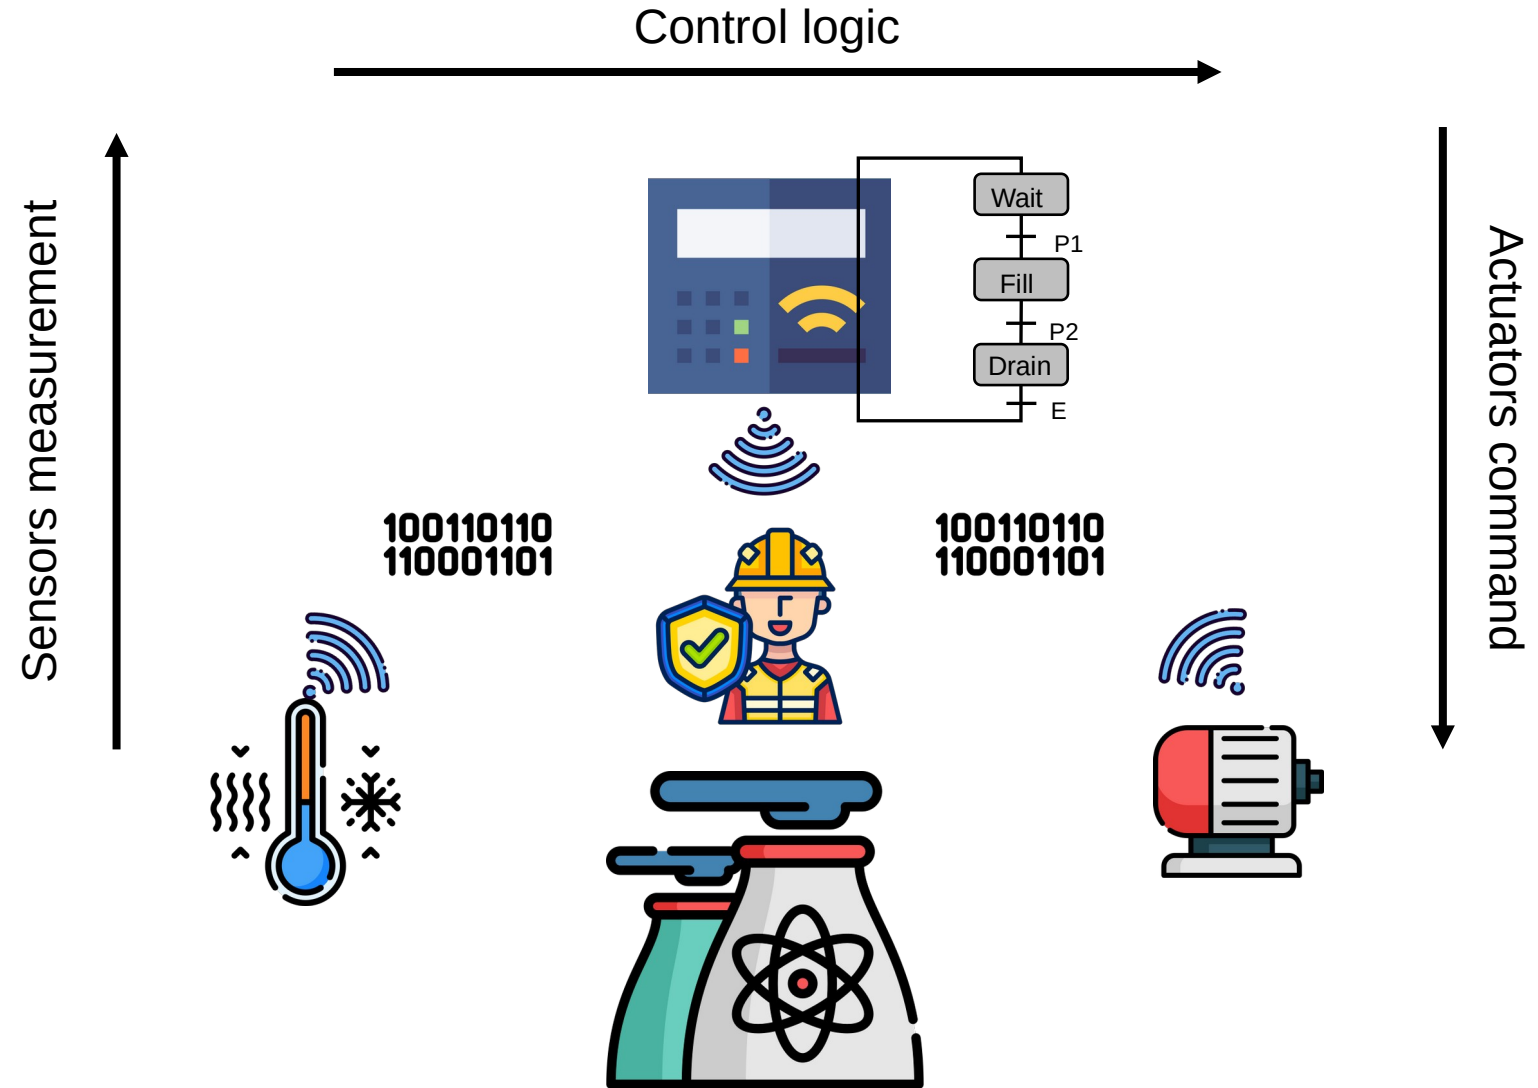 Control logic
Sensors measurement
Wait
P1
Fill
P2
Drain
E
100110110
110001101
100110110
110001101
Actuators command